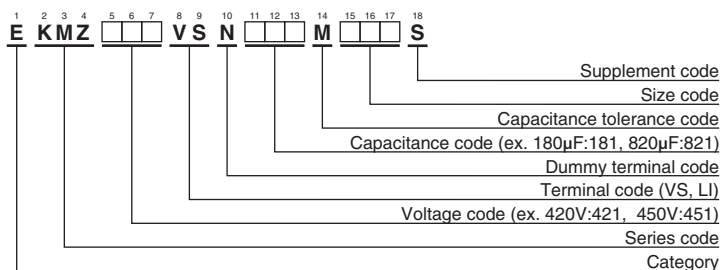 1 2 3 4 5 6 7 8 9 10 11 12 13 14 15 16 17 18
E KMZ □□□ VS N □□□ M □□□ S
Supplement code
Size code
Capacitance tolerance code
Capacitance code (ex. 180μF:181, 820μF:821)
Dummy terminal code
Terminal code (VS, LI)
Voltage code (ex. 420V:421, 450V:451)
Series code
Category